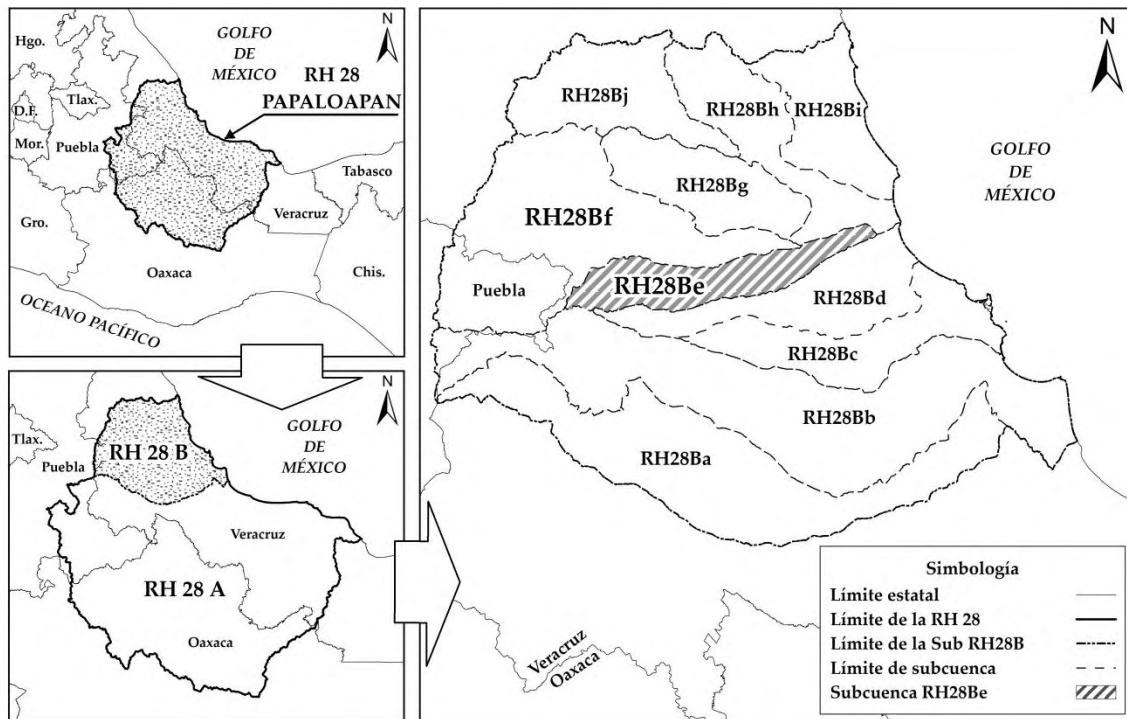 N
GOLFO
DE
MÉXICO
Hgo.
RH 28
PAPALOAPAN
Tlax.
D.F.
Mor.
Puebla
Tabasco
Veracruz
Gro.
Oaxaca
Chis.
OCEANO PACÍFICO
N
GOLFO
DE
MÉXICO
Tlax.
RH 28 B
Puebla
Veracruz
RH 28 A
Oaxaca
N
RH28Bj
RH28Bh
RH28Bi
GOLFO
DE
MÉXICO
RH28Bg
RH28Bf
Puebla
RH28Be
RH28Bd
RH28Bc
RH28Bb
RH28Ba
Veracruz
Oaxaca
Simbología
Límite estatal
Límite de la RH 28
Límite de la Sub RH28B
Límite de subcuenca
Subcuenca RH28Be